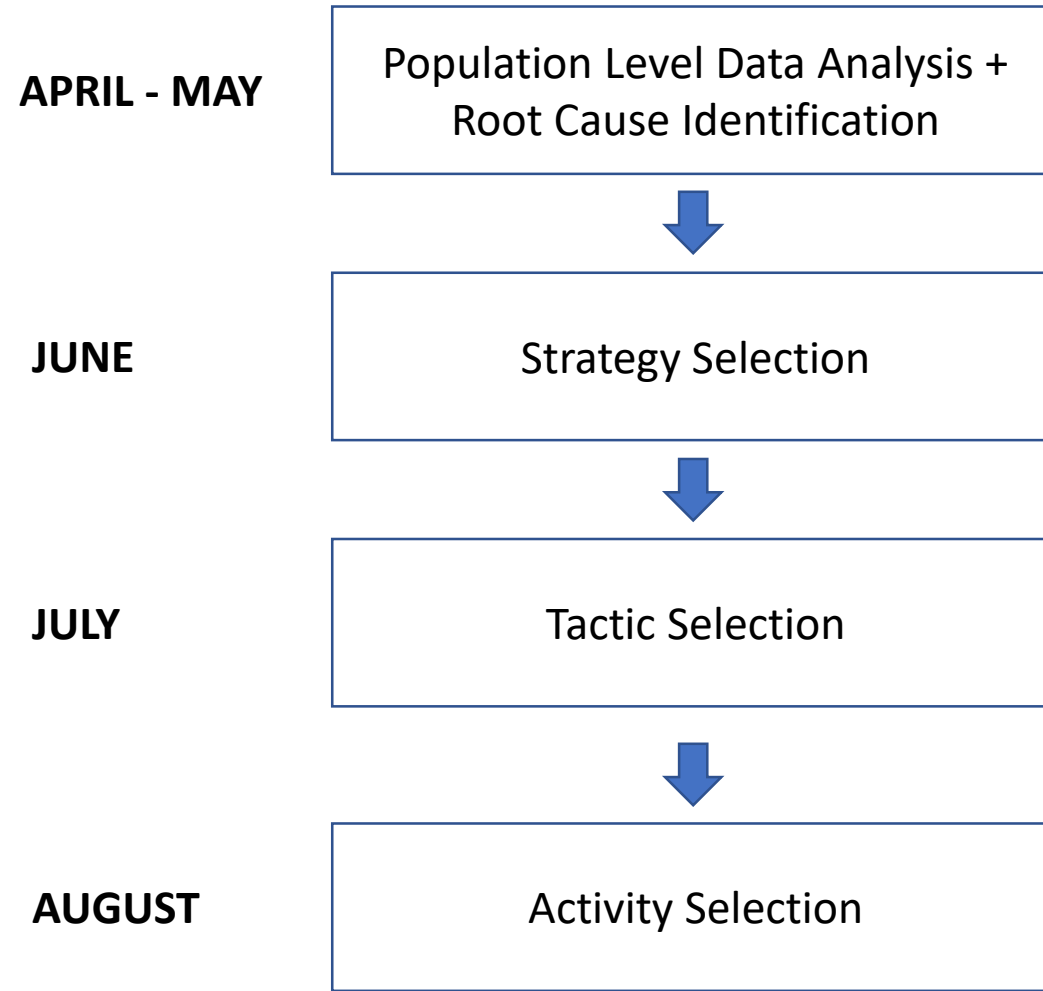 APRIL - MAY
Population Level Data Analysis +
Root Cause Identification
JUNE
Strategy Selection
JULY
Tactic Selection
AUGUST
Activity Selection